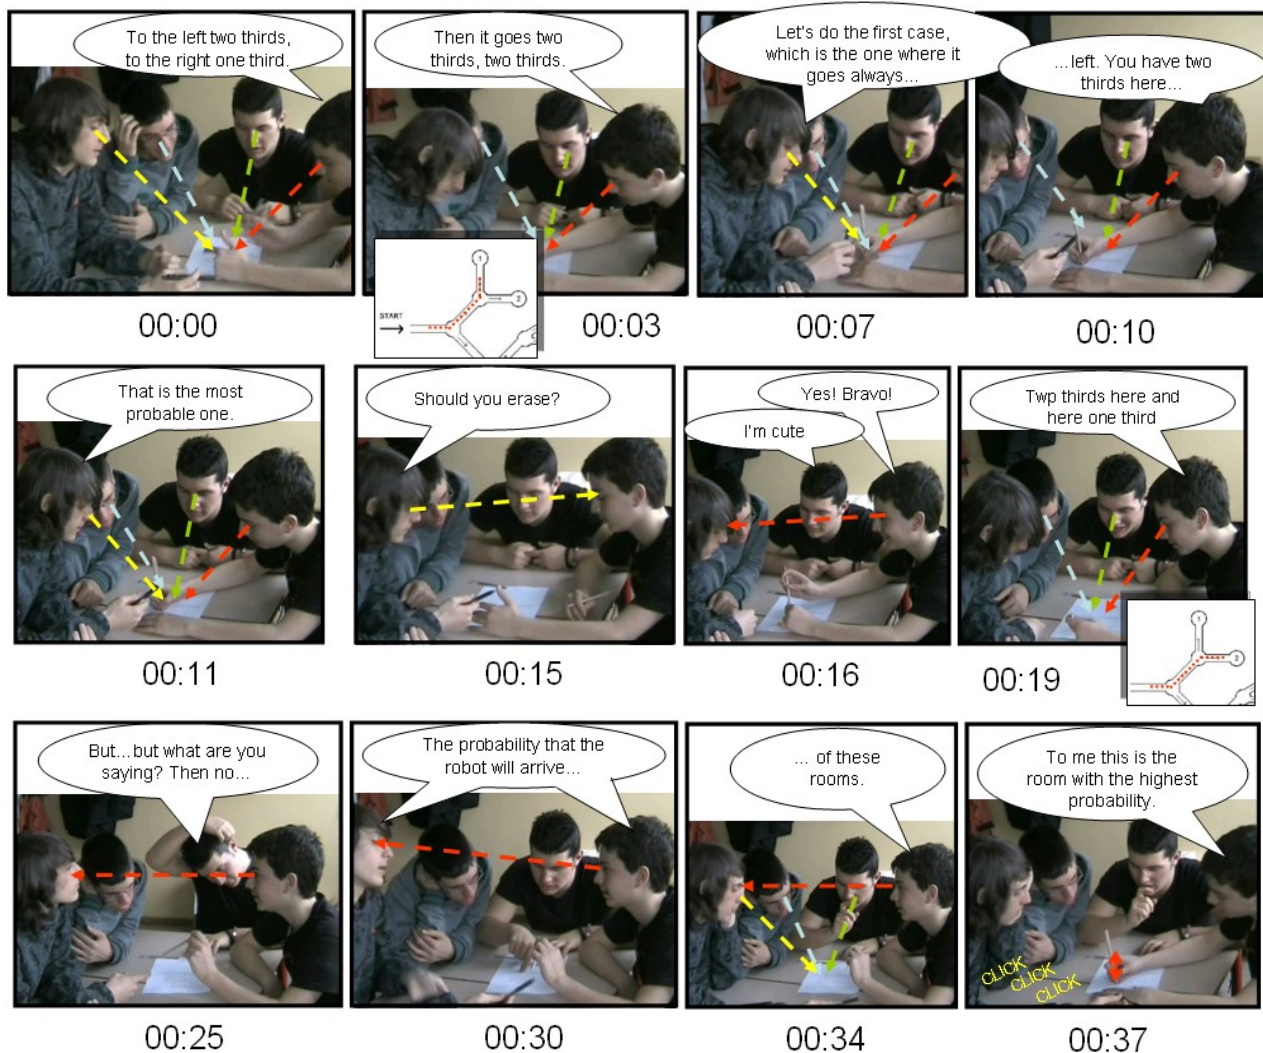 To the left two thirds,
to the right one third.
Then it goes two
thirds, two thirds.
Let's do the first case,
which is the one where it
goes always...
...left. You have two
thirds here...
1
2
START
00:00
00:03
00:07
00:10
That is the most
probable one.
Should you erase?
Yes! Bravo!
I'm cute
Twp thirds here and
here one third
1
2
00:11
00:15
00:16
00:19
But...but what are you
saying? Then no...
The probability that the
robot will arrive...
... of these
rooms.
To me this is the
room with the highest
probability.
CLICK
CLICK
CLICK
00:25
00:30
00:34
00:37